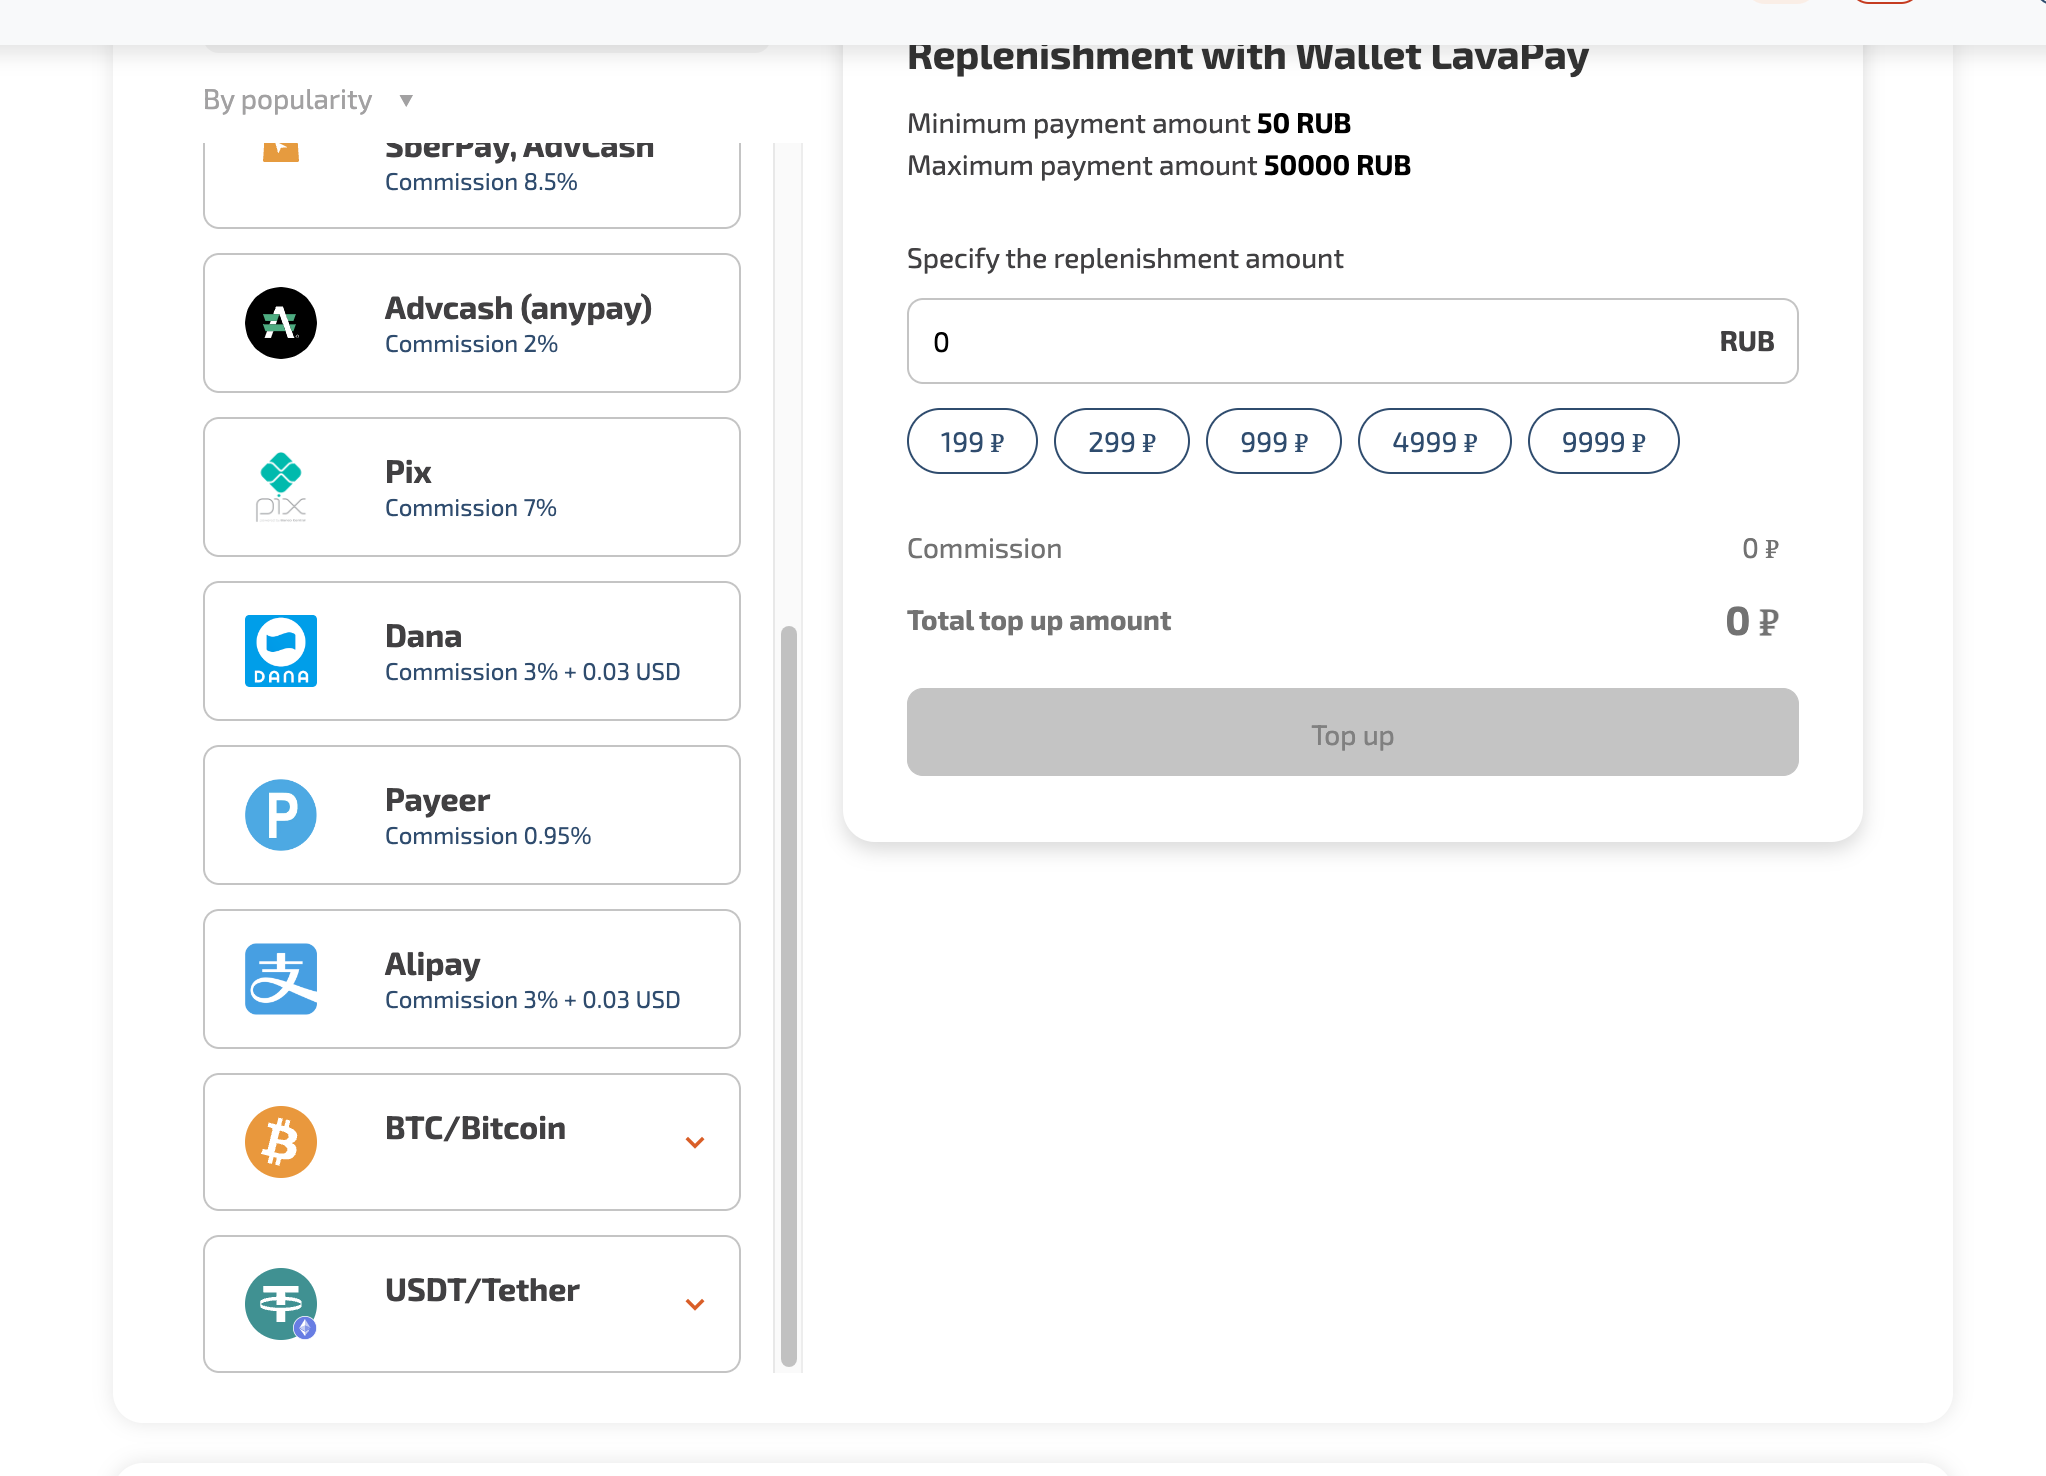 By popularity ▼
SberPay, AdvCash
Commission 8.5%
Advcash (anypay)
Commission 2%
pix
Pix
Commission 7%
DANA
Dana
Commission 3% + 0.03 USD
P
Payeer
Commission 0.95%
支
Alipay
Commission 3% + 0.03 USD
BTC/Bitcoin
USDT/Tether
Replenishment with Wallet LavaPay
Minimum payment amount 50 RUB
Maximum payment amount 50000 RUB
Specify the replenishment amount
0 RUB
199 ₽ 299 ₽ 999 ₽ 4999 ₽ 9999 ₽
Commission 0 ₽
Total top up amount 0 ₽
Top up